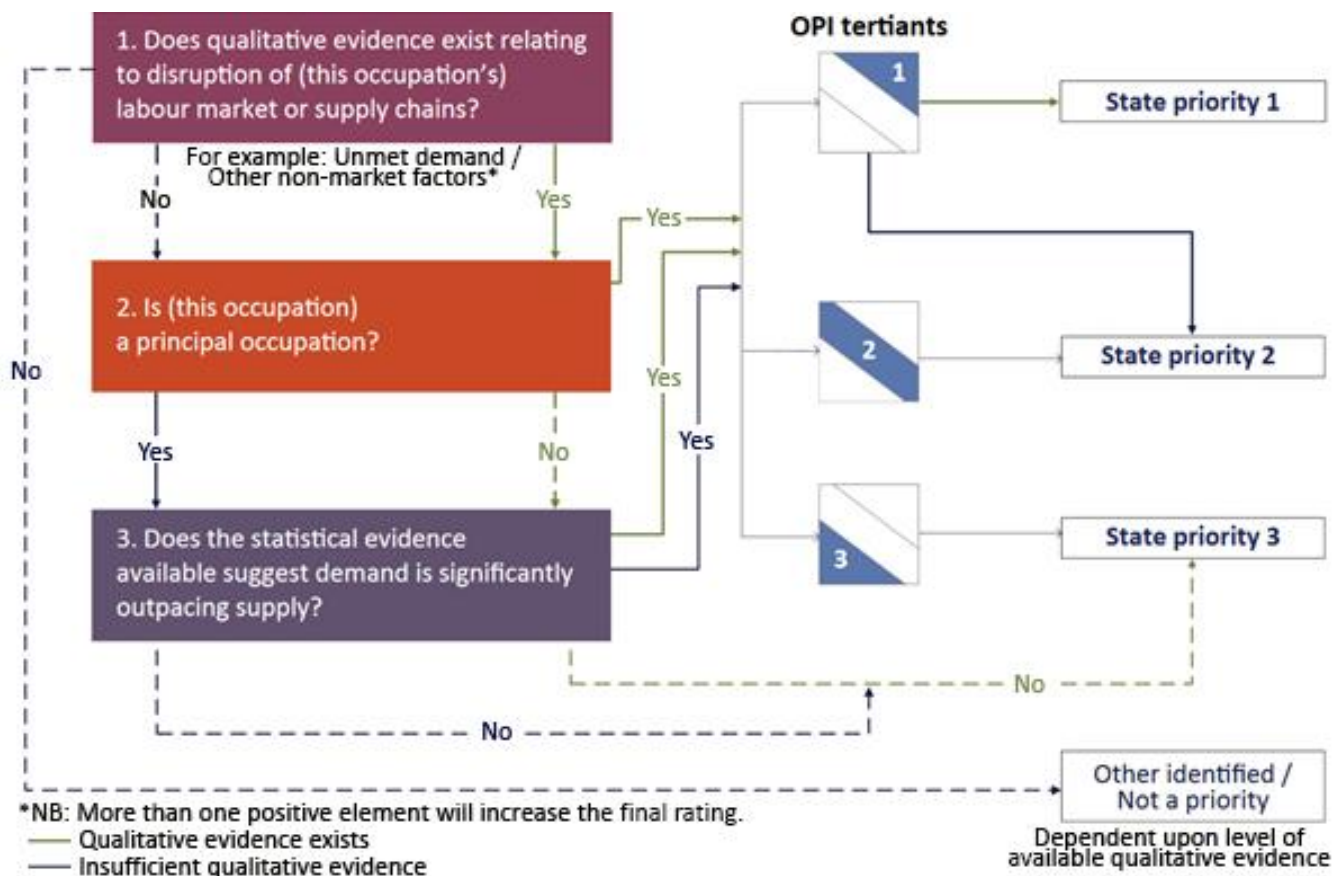 1. Does qualitative evidence exist relating
to disruption of (this occupation's)
labour market or supply chains?
For example: Unmet demand /
Other non-market factors*
No
Yes
2. Is (this occupation)
a principal occupation?
Yes
No
No
3. Does the statistical evidence
available suggest demand is significantly
outpacing supply?
Yes
Yes
Yes
No
No
OPI tertiants
1
State priority 1
2
State priority 2
3
State priority 3
Other identified /
Not a priority
Dependent upon level of
available qualitative evidence
*NB: More than one positive element will increase the final rating.
Qualitative evidence exists
Insufficient qualitative evidence